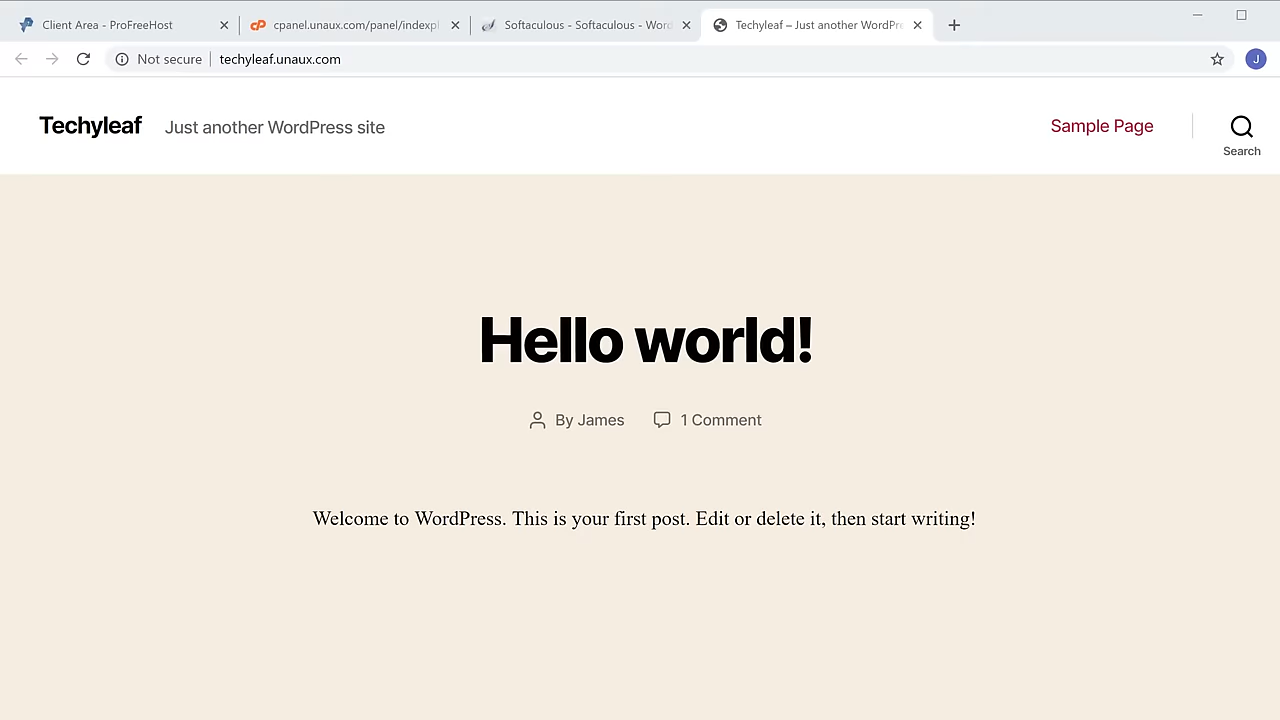 Client Area - ProFreeHost
cpanel.unaux.com/panel/indexpl
Softaculous - Softaculous - Word
Techyleaf – Just another WordPre
Not secure
techyleaf.unaux.com
J
Techyleaf
Just another WordPress site
Sample Page
Search
Hello world!
By James
1 Comment
Welcome to WordPress. This is your first post. Edit or delete it, then start writing!